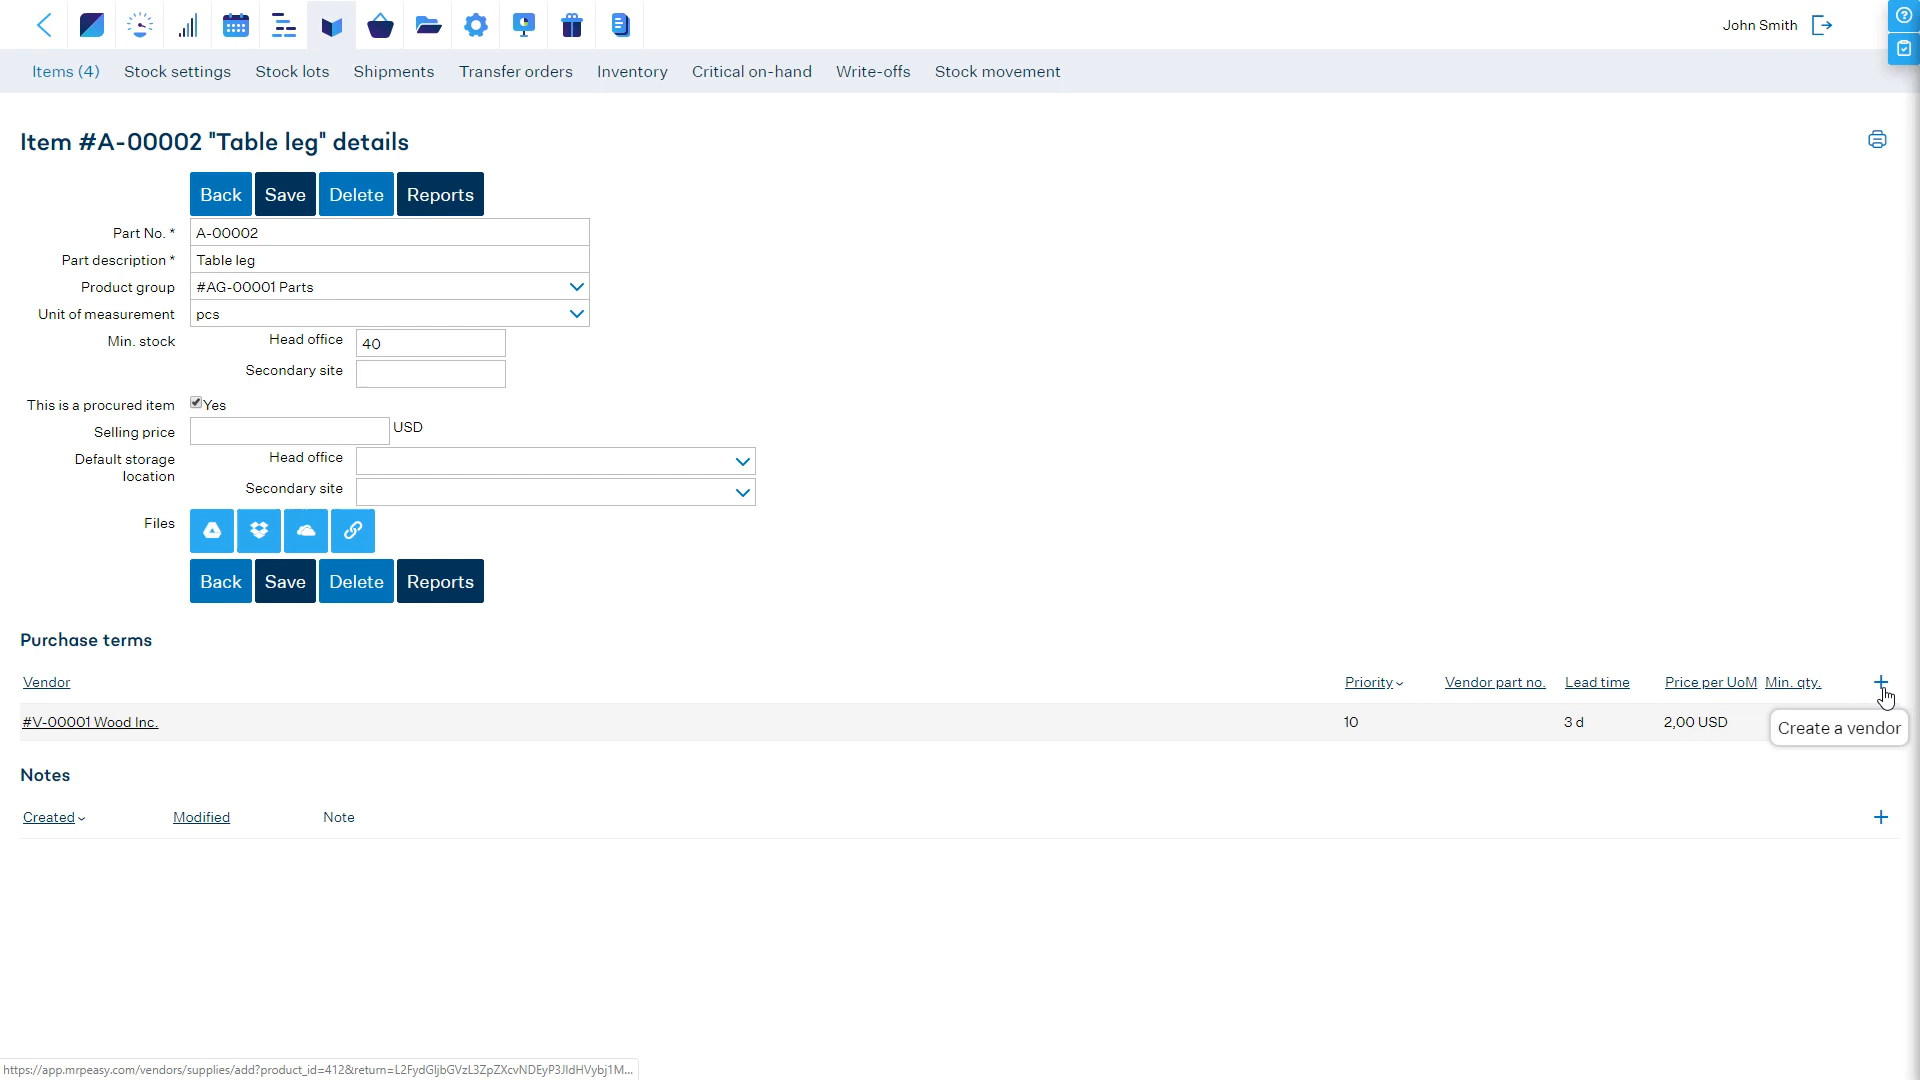 John Smith
Items (4) Stock settings Stock lots Shipments Transfer orders Inventory Critical on-hand Write-offs Stock movement
Item #A-00002 "Table leg" details
Back Save Delete Reports
Part No. * A-00002
Part description * Table leg
Product group #AG-00001 Parts
Unit of measurement pcs
Min. stock Head office 40
Secondary site
This is a procured item Yes
Selling price USD
Default storage location Head office
Secondary site
Files
Back Save Delete Reports
Purchase terms
Vendor Priority Vendor part no. Lead time Price per UoM Min. qty.
#V-00001 Wood Inc. 10 3 d 2,00 USD
Create a vendor
Notes
Created Modified Note
https://app.mrpeasy.com/vendors/supplies/add?product_id=412&return=L2FydGljbGVzL3ZpZXcvNDEyP3JldHVybj1M...